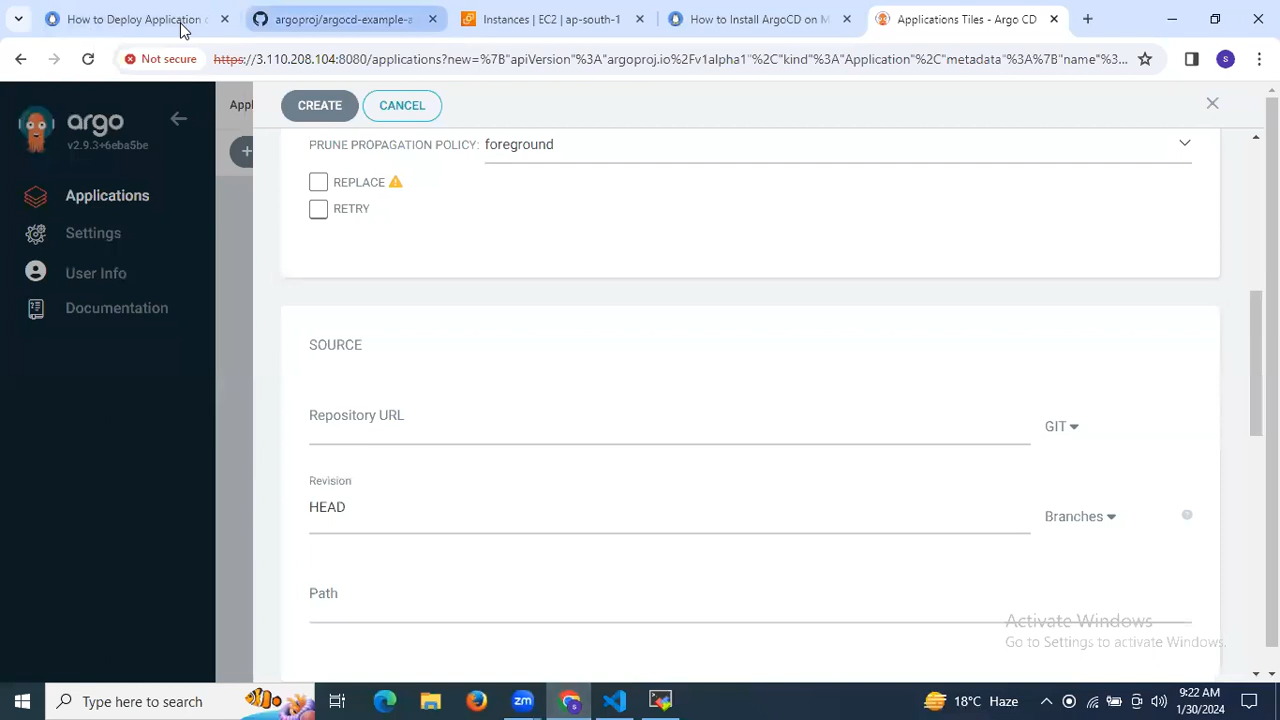 How to Deploy Application
argoproj/argocd-example-a
Instances | EC2 | ap-south-1
How to Install ArgoCD on M
Applications Tiles - Argo CD
Not secure
https://3.110.208.104:8080/applications?new=%7B"apiVersion"%3A"argoproj.io%2Fv1alpha1"%2C"kind"%3A"Application"%2C"metadata"%3A%7B"name"%3...
argo
v2.9.3+6eba5be
Applications
Settings
User Info
Documentation
Appl
+
CREATE
CANCEL
PRUNE PROPAGATION POLICY: foreground
REPLACE
RETRY
SOURCE
Repository URL
GIT
Revision
HEAD
Branches
Path
Activate Windows
Go to Settings to activate Windows.
Type here to search
18°C Haze
9:22 AM
1/30/2024